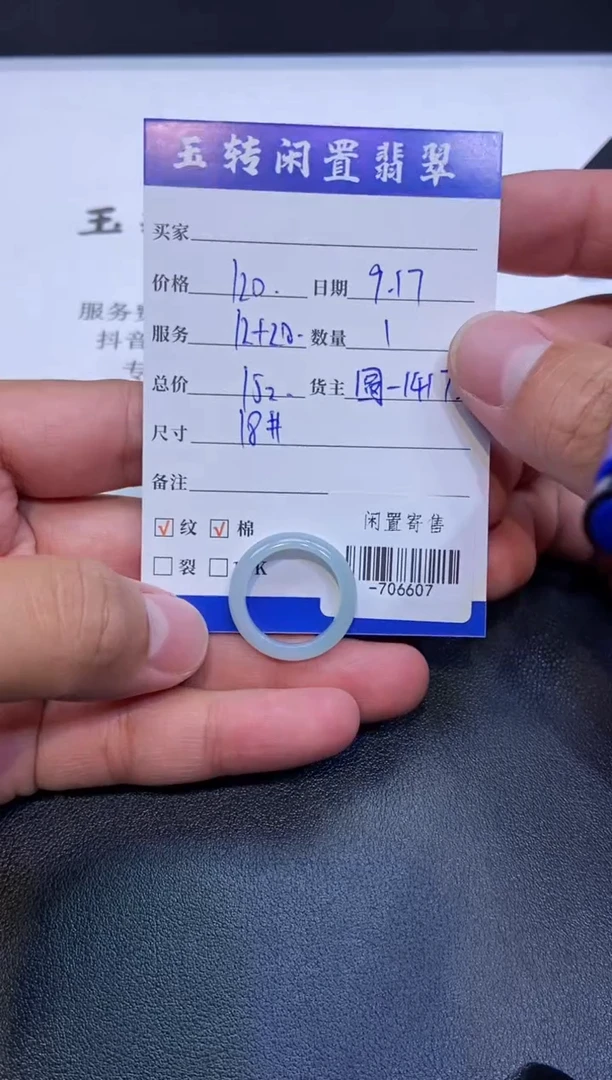 玉转闲置翡翠
玉
买家
价格 120. 日期 9.17
服务 12+20. 数量 1
总价 152. 货主 圆-1417.
尺寸 18#
备注
服务
抖音
专
☑ 纹 ☑ 棉
闲置寄售
☐ 裂 ☐ K
-706607